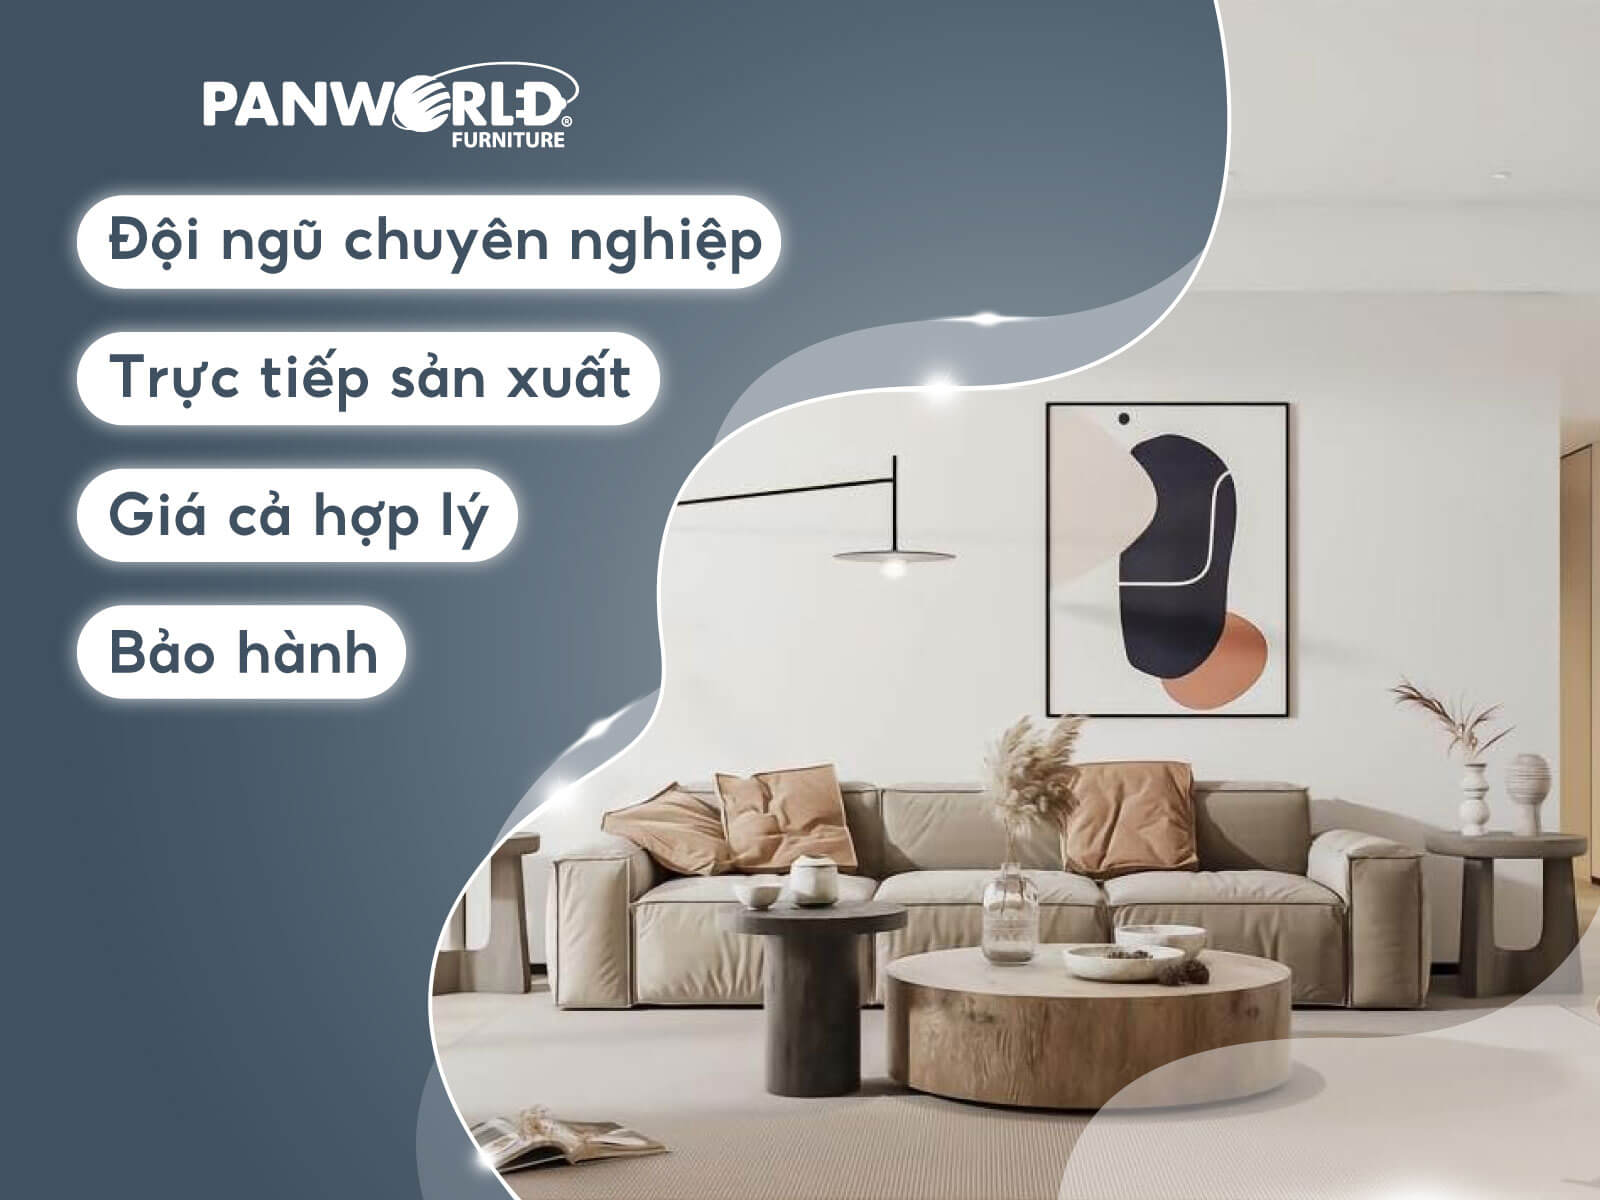 PANWORLD®
FURNITURE
Đội ngũ chuyên nghiệp
Trực tiếp sản xuất
Giá cả hợp lý
Bảo hành